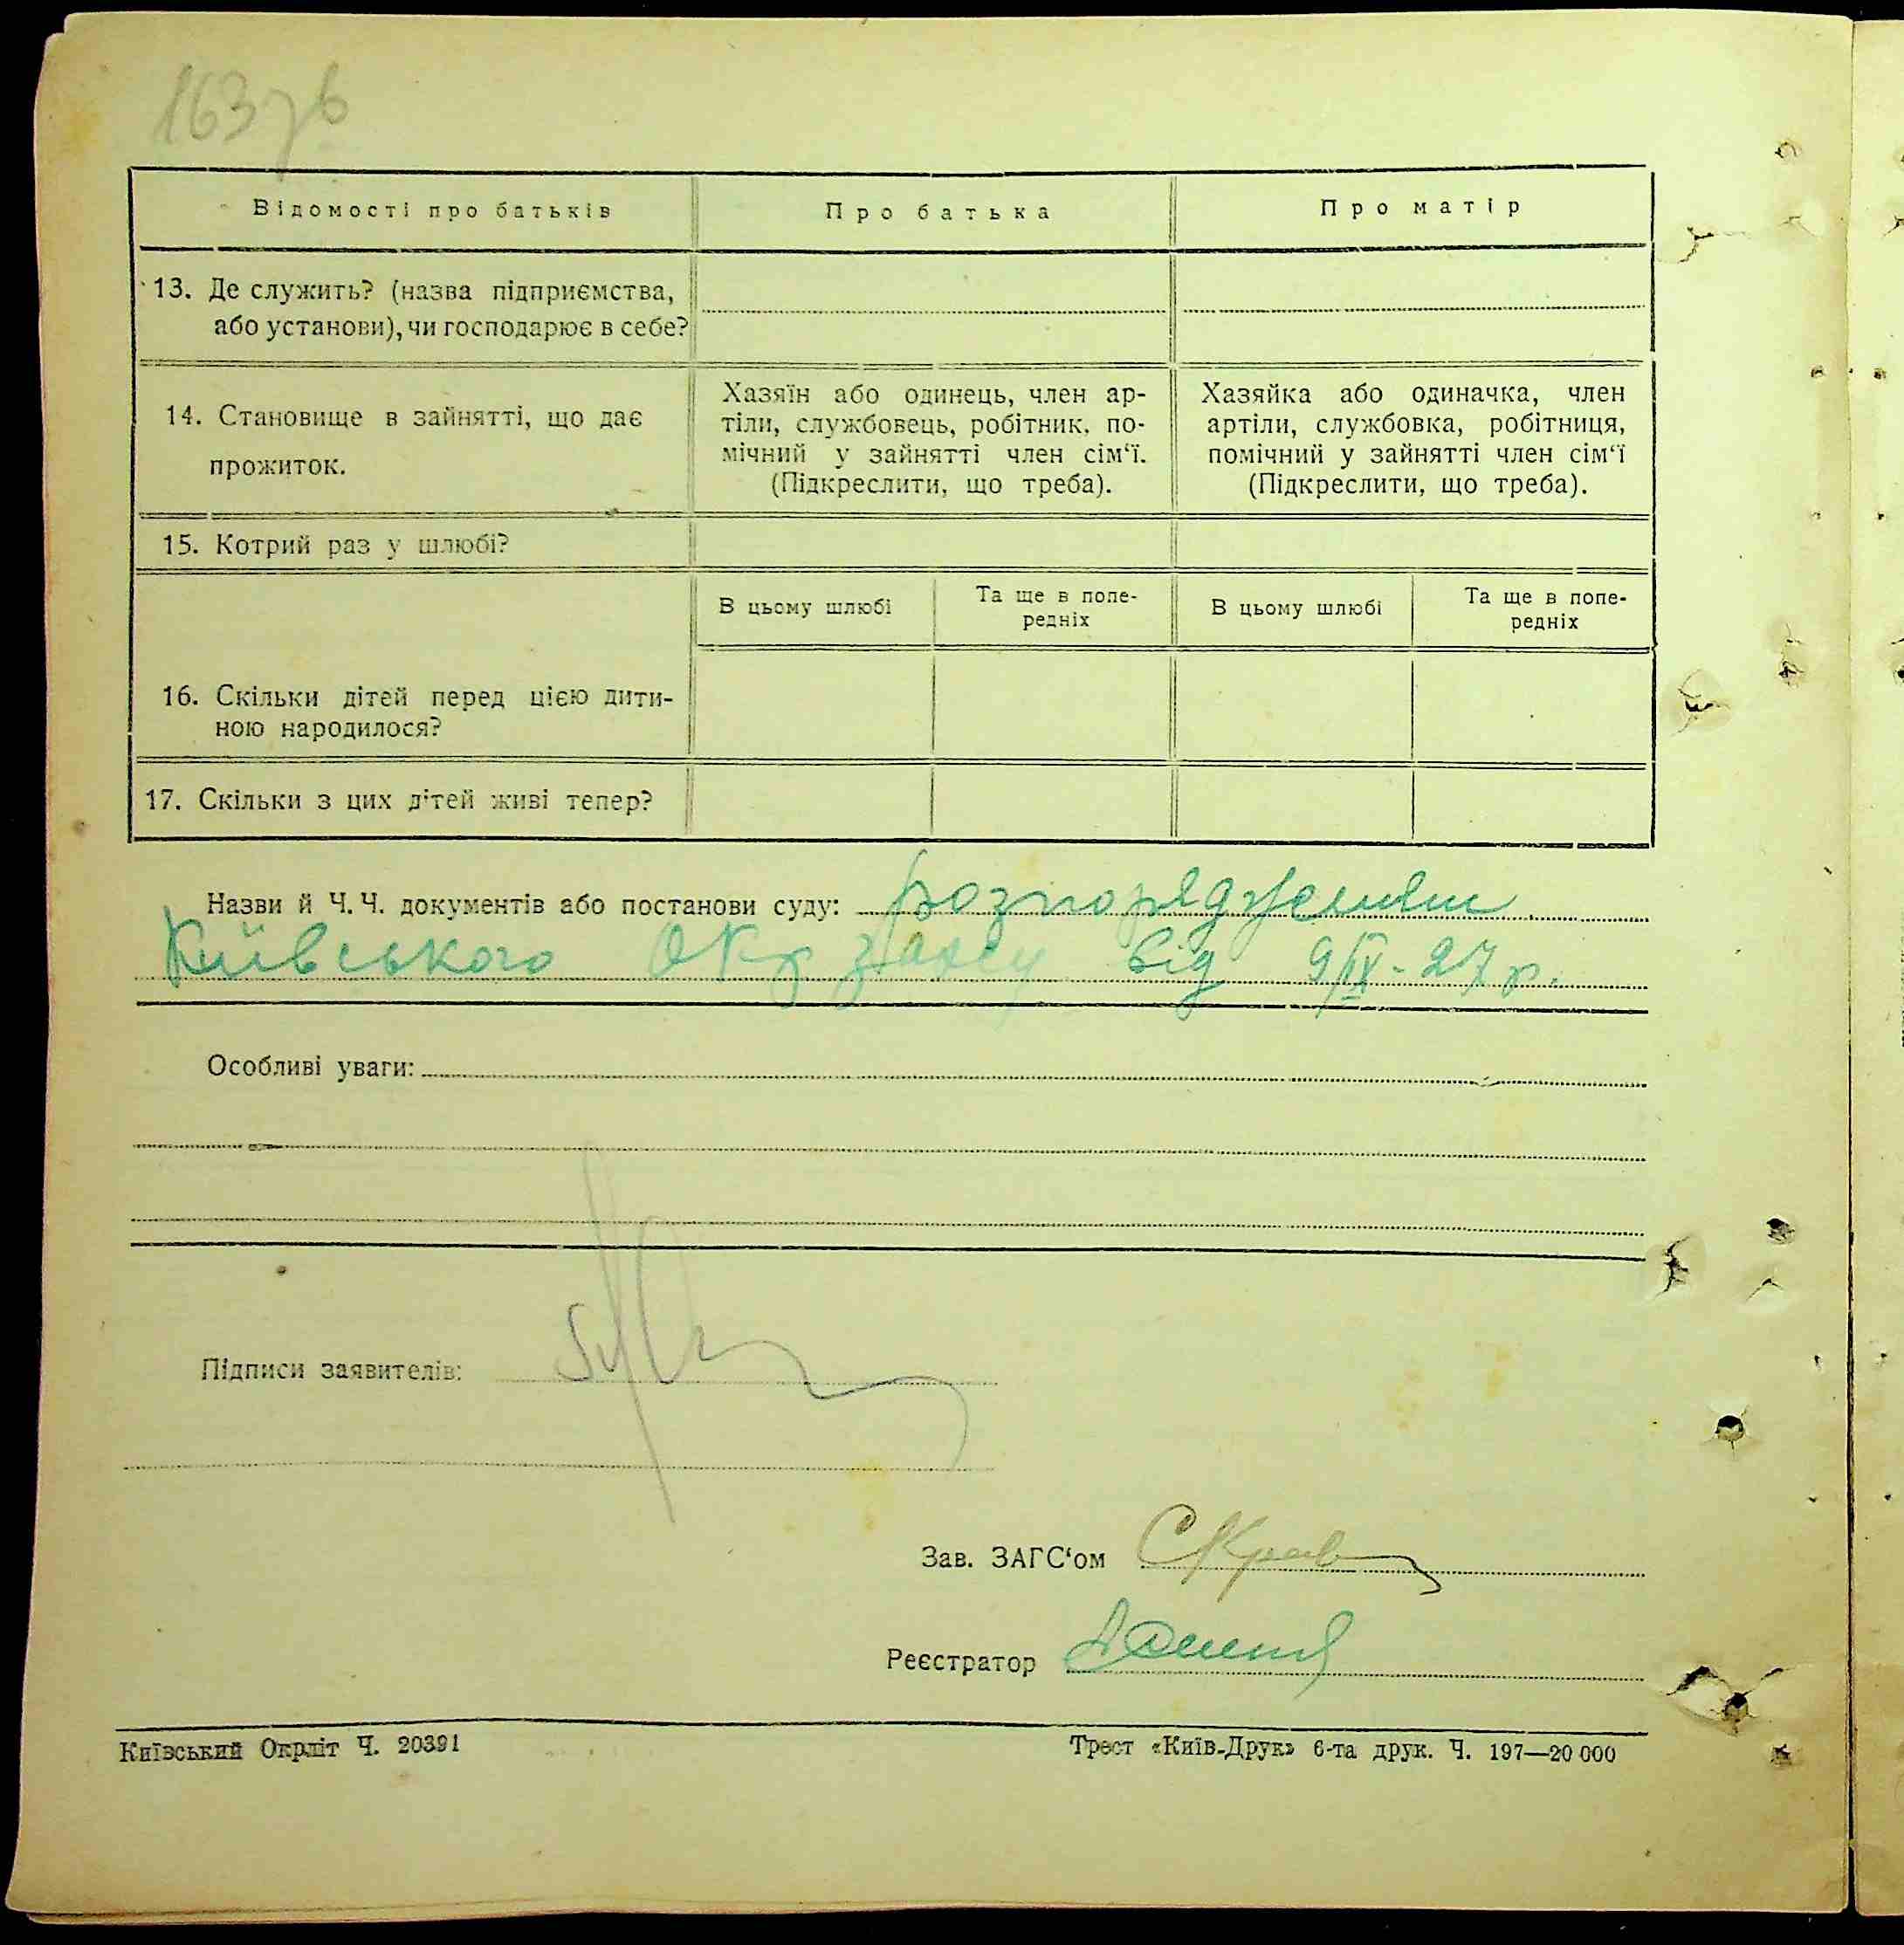 163 зв
Відомості про батьків
Про батька
Про матір
13. Де служить? (назва підприємства,
або установи), чи господарює в себе?
14. Становище в зайнятті, що дає
прожиток.
Хазяїн або одинець, член ар-
тіли, службовець, робітник, по-
мічний у зайнятті член сім‘ї.
(Підкреслити, що треба).
Хазяйка або одиначка, член
артіли, службовка, робітниця,
помічний у зайнятті член сім‘ї
(Підкреслити, що треба).
15. Котрий раз у шлюбі?
В цьому шлюбі
Та ще в попе-
редніх
В цьому шлюбі
Та ще в попе-
редніх
16. Скільки дітей перед цією дити-
ною народилося?
17. Скільки з цих дітей живі тепер?
Назви й Ч. Ч. документів або постанови суду: розпорядження
Київського Окрзагсу від 9/IX-27 р.
Особливі уваги:
Підписи заявителів:
Зав. ЗАГС‘ом
Реєстратор
Київський Окрліт Ч. 20391
Трест «Київ-Друк» 6-та друк. Ч. 197—20 000